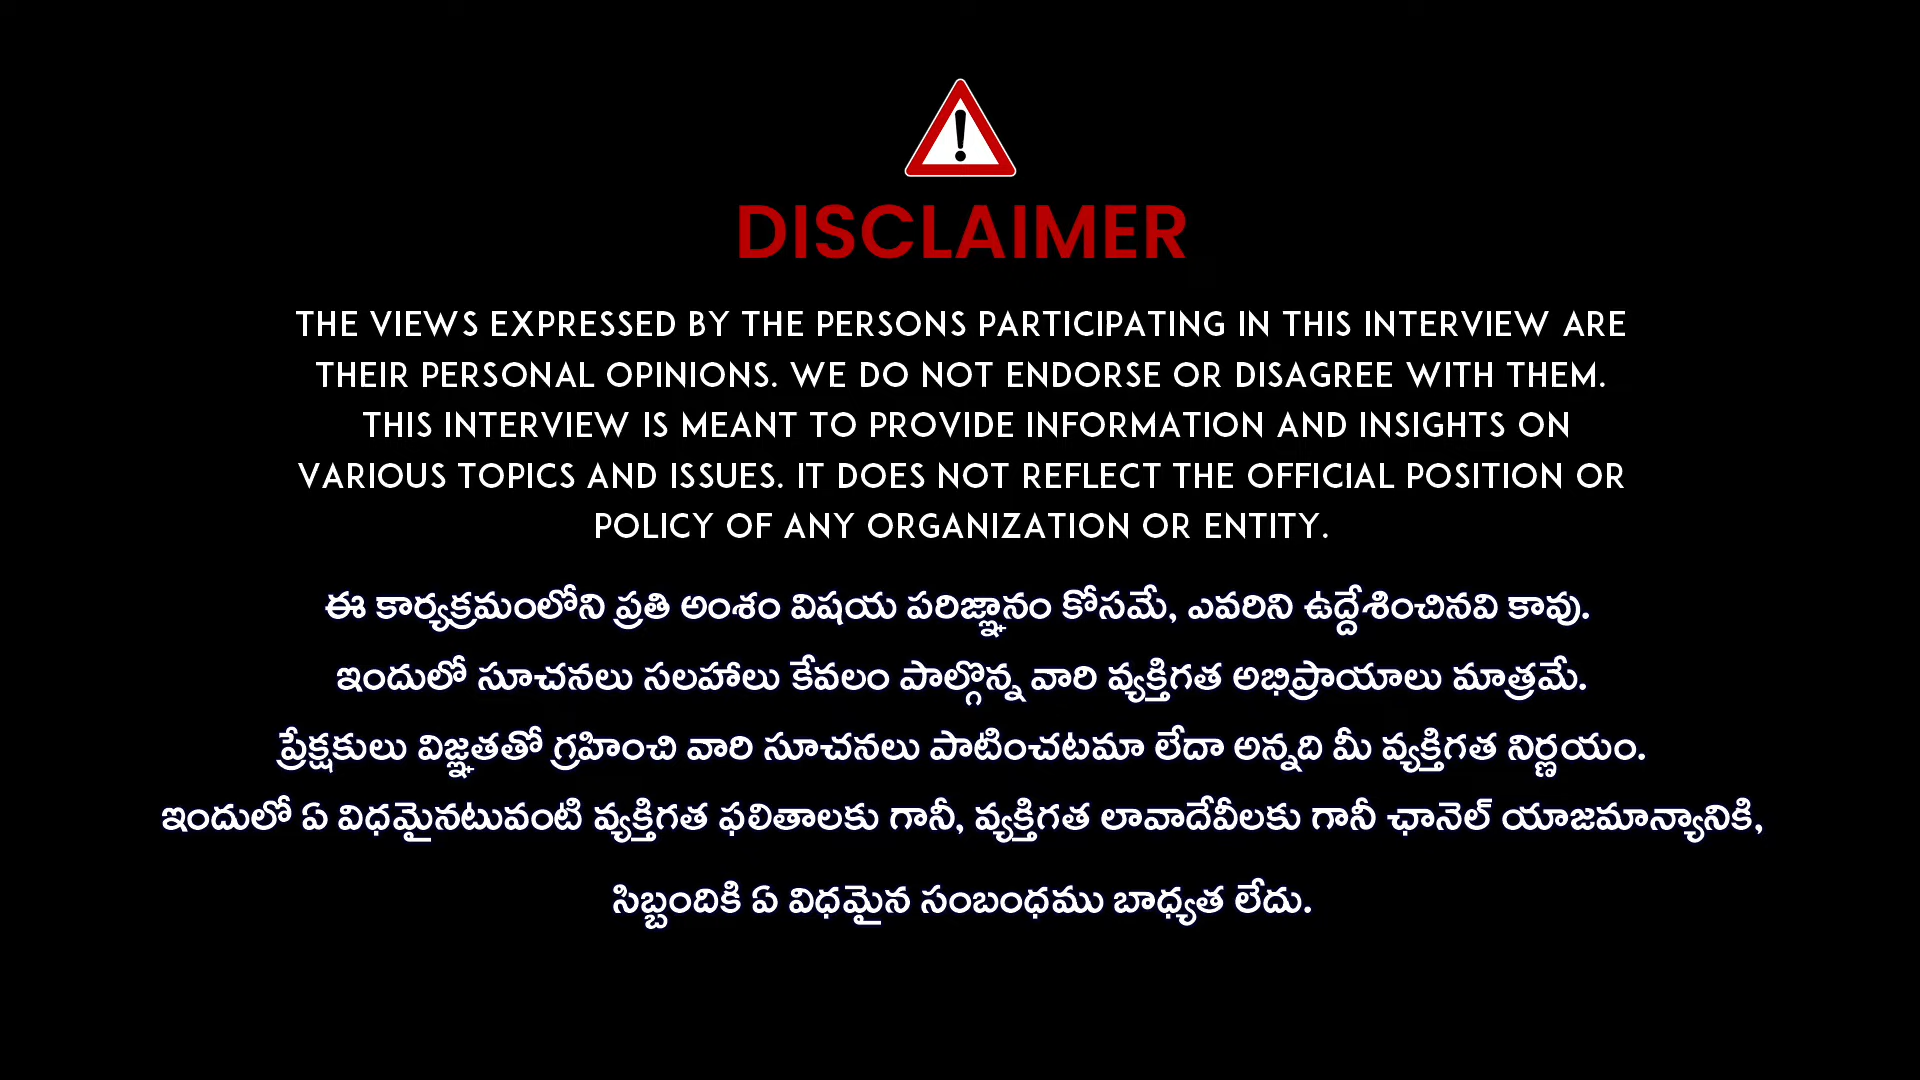 DISCLAIMER
THE VIEWS EXPRESSED BY THE PERSONS PARTICIPATING IN THIS INTERVIEW ARE
THEIR PERSONAL OPINIONS. WE DO NOT ENDORSE OR DISAGREE WITH THEM.
THIS INTERVIEW IS MEANT TO PROVIDE INFORMATION AND INSIGHTS ON
VARIOUS TOPICS AND ISSUES. IT DOES NOT REFLECT THE OFFICIAL POSITION OR
POLICY OF ANY ORGANIZATION OR ENTITY.
ఈ కార్యక్రమంలోని ప్రతి అంశం విషయ పరిజ్ఞానం కోసమే, ఎవరిని ఉద్దేశించినవి కావు.
ఇందులో సూచనలు సలహాలు కేవలం పాల్గొన్న వారి వ్యక్తిగత అభిప్రాయాలు మాత్రమే.
ప్రేక్షకులు విజ్ఞతతో గ్రహించి వారి సూచనలు పాటించటమా లేదా అన్నది మీ వ్యక్తిగత నిర్ణయం.
ఇందులో ఏ విధమైనటువంటి వ్యక్తిగత ఫలితాలకు గానీ, వ్యక్తిగత లావాదేవీలకు గానీ ఛానెల్ యాజమాన్యానికి,
సిబ్బందికి ఏ విధమైన సంబంధము బాధ్యత లేదు.